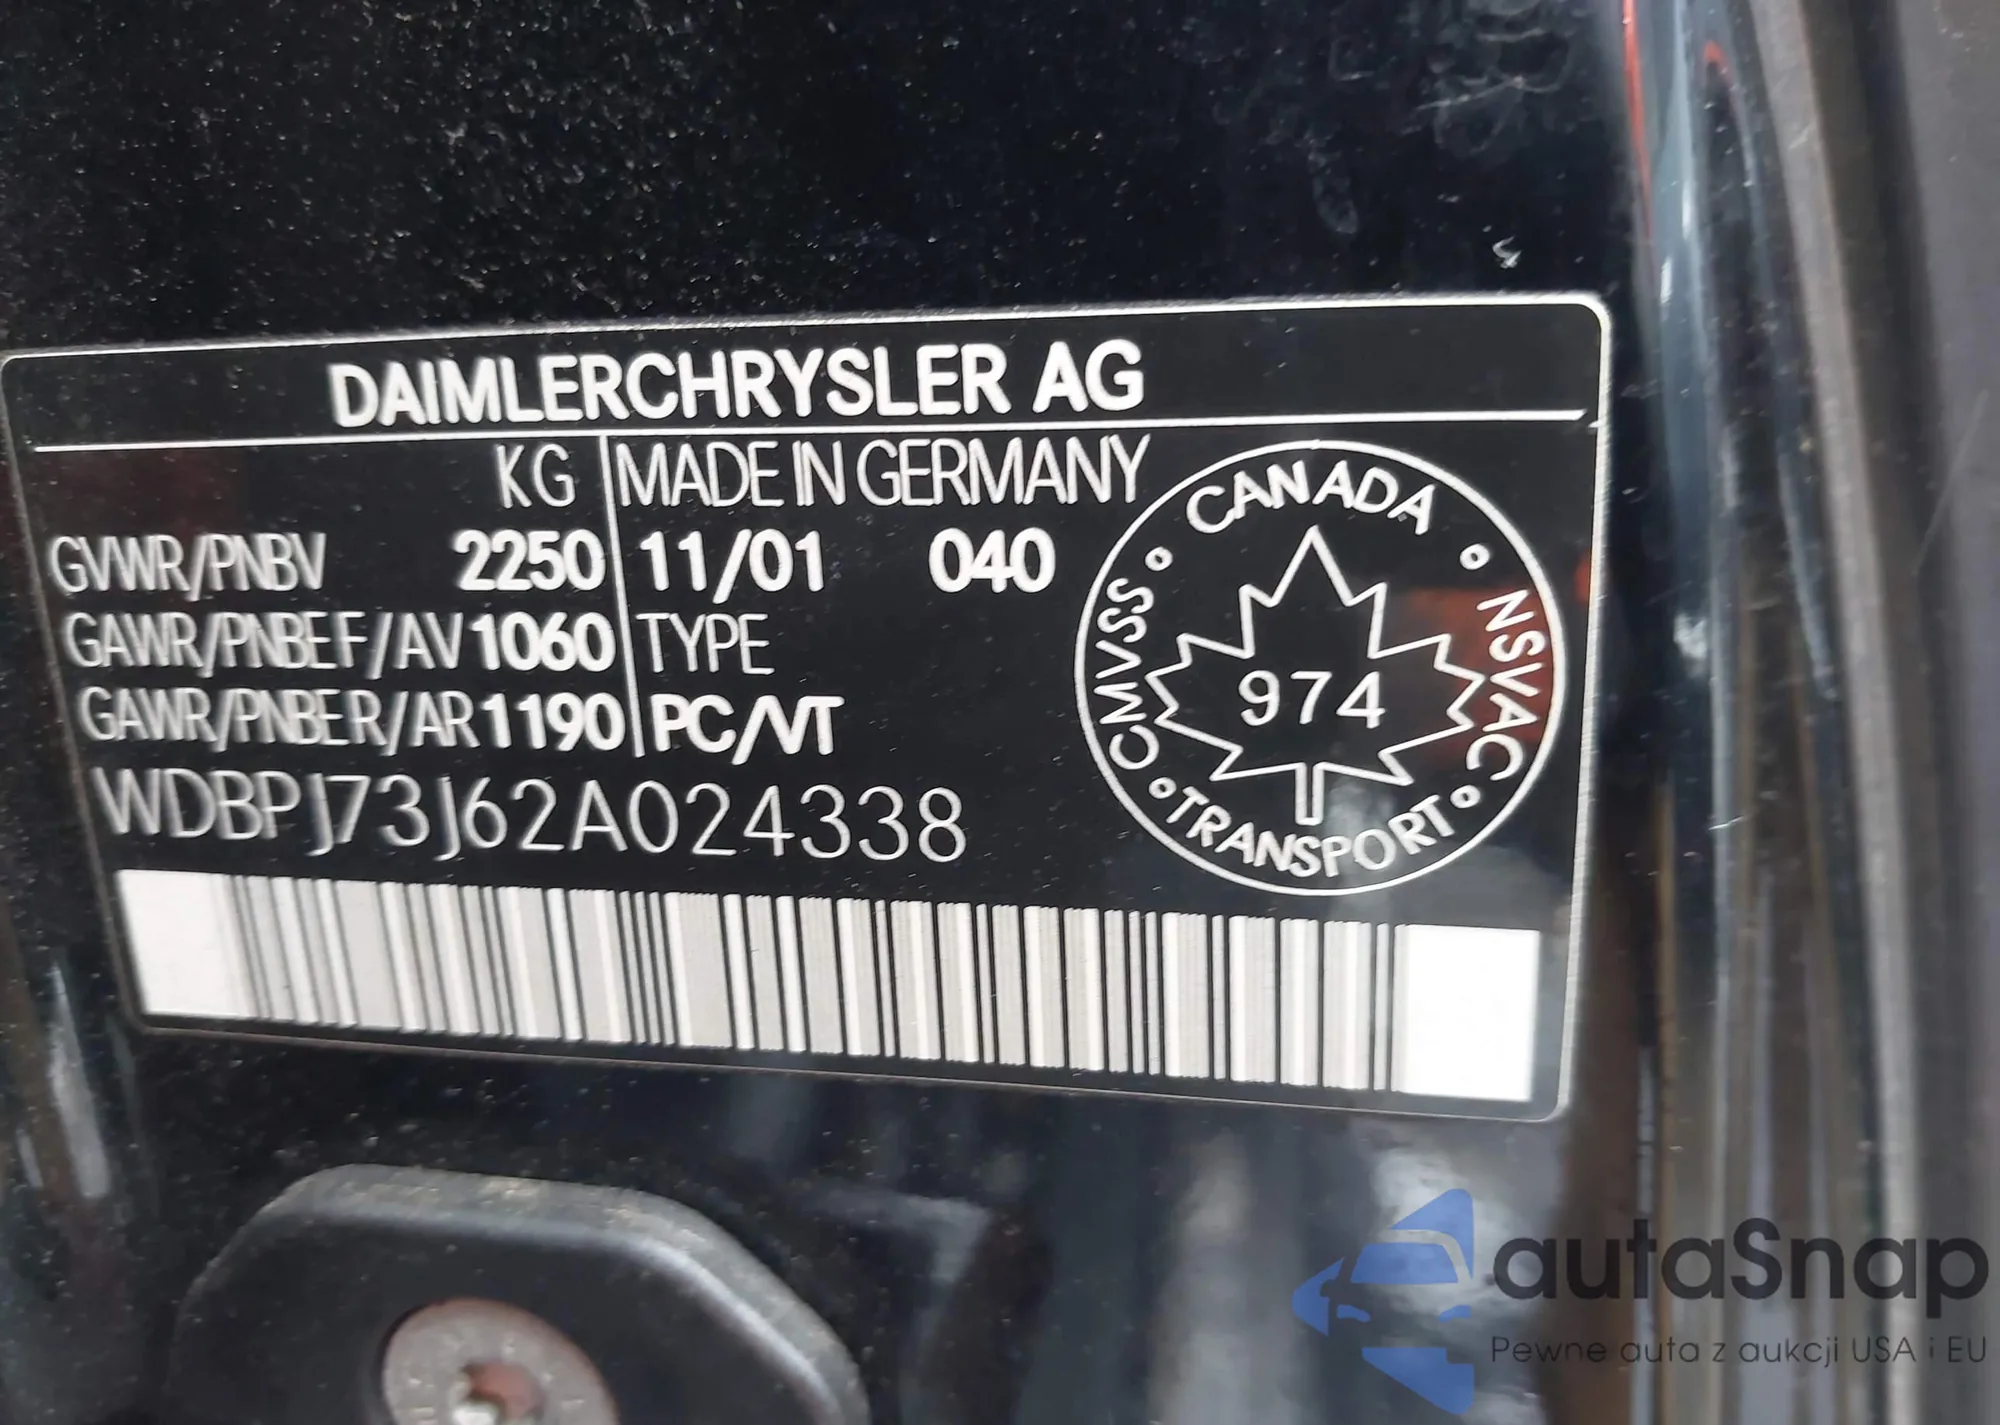 DAIMLERCHRYSLER AG
KG MADE IN GERMANY
GVWR/PNBV 2250 11/01 040
GAWR/PNBE F/AV 1060 TYPE
GAWR/PNBE R/AR 1190 PC/VT
WDBPJ73J62A024338
CANADA
CMVSS
NSVAC
974
TRANSPORT
autaSnap
Pewne auta z aukcji USA i EU